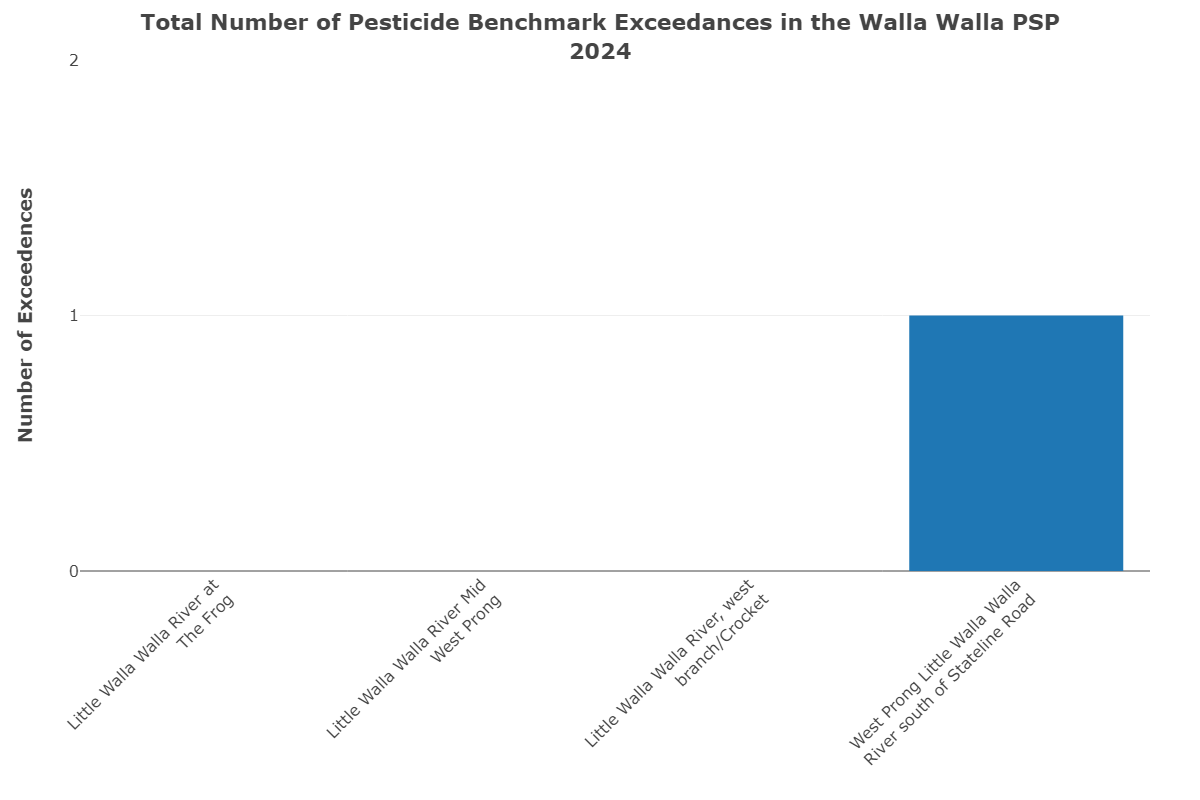 Total Number of Pesticide Benchmark Exceedances in the Walla Walla PSP
2024
Number of Exceedences
2
1
0
Little Walla Walla River at
The Frog
Little Walla Walla River Mid
West Prong
Little Walla Walla River, west
branch/Crocket
West Prong Little Walla Walla
River south of Stateline Road